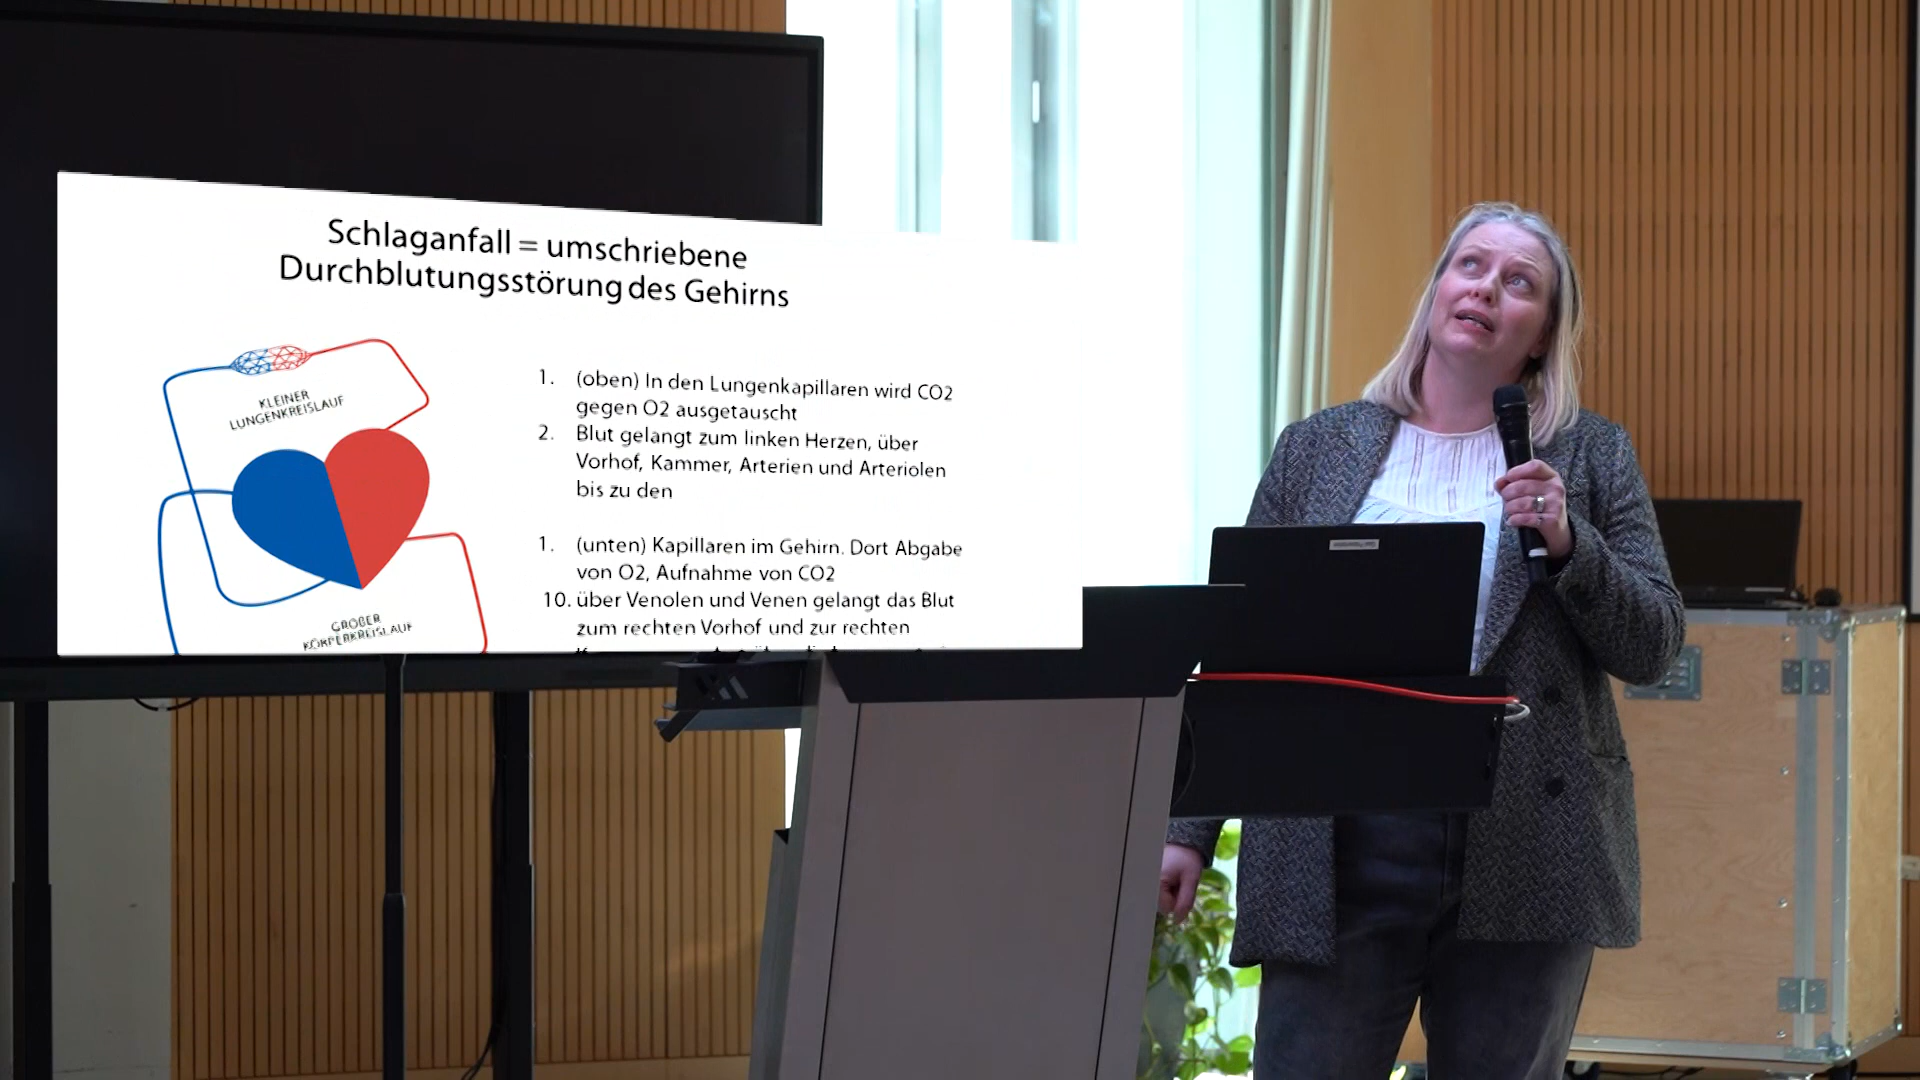 Schlaganfall = umschriebene
Durchblutungsstörung des Gehirns
KLEINER
LUNGENKREISLAUF
1. (oben) In den Lungenkapillaren wird CO2
gegen O2 ausgetauscht
2. Blut gelangt zum linken Herzen, über
Vorhof, Kammer, Arterien und Arteriolen
bis zu den
1. (unten) Kapillaren im Gehirn. Dort Abgabe
von O2, Aufnahme von CO2
10. über Venolen und Venen gelangt das Blut
zum rechten Vorhof und zur rechten
GROßER
KÖRPERKREISLAUF